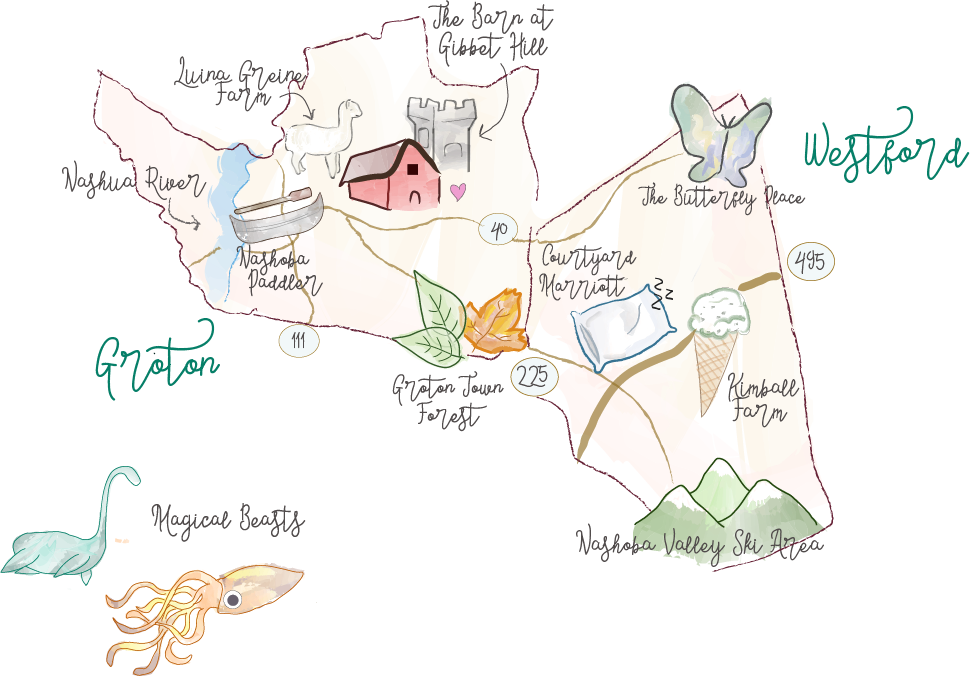 The Barn at
Gibbet Hill
Luina Greine
Farm
Westford
Nashua River
The Butterfly Place
40
Nashoba
Paddler
Courtyard
Marriott
495
Z
Z
Z
Z
111
Groton
225
Groton Town
Forest
Kimball
Farm
Magical Beasts
Nashoba Valley Ski Area